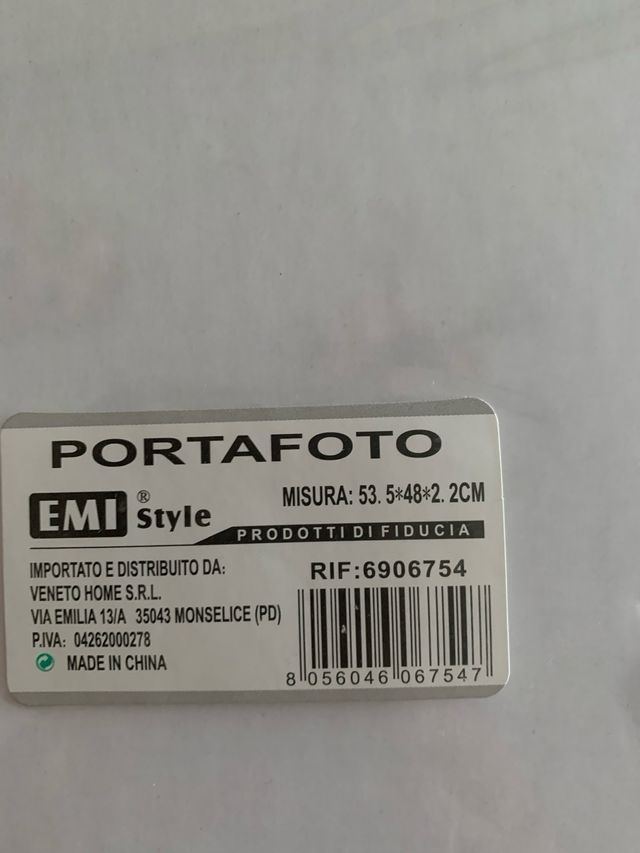 PORTAFOTO
EMI® Style
MISURA: 53.5*48*2.2CM
PRODOTTI DI FIDUCIA
IMPORTATO E DISTRIBUITO DA:
VENETO HOME S.R.L.
VIA EMILIA 13/A 35043 MONSELICE (PD)
P.IVA: 04262000278
MADE IN CHINA
RIF:6906754
8 056046 067547